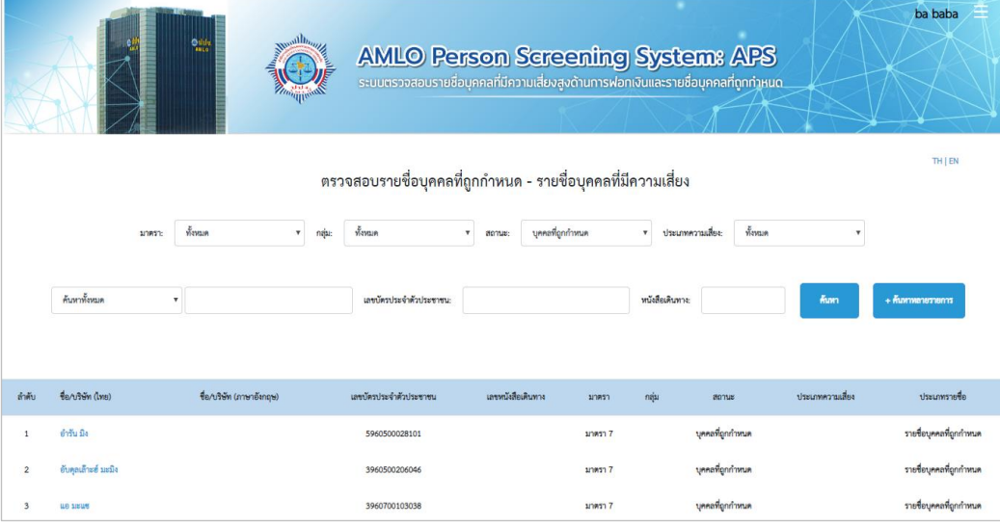 ba baba
AMLO Person Screening System: APS
ระบบตรวจสอบรายชื่อบุคคลที่มีความเสี่ยงสูงด้านการฟอกเงินและรายชื่อบุคคลที่ถูกกำหนด
TH | EN
ตรวจสอบรายชื่อบุคคลที่ถูกกำหนด - รายชื่อบุคคลที่มีความเสี่ยง
มาตรา: ทั้งหมด กลุ่ม: ทั้งหมด สถานะ: บุคคลที่ถูกกำหนด ประเภทความเสี่ยง: ทั้งหมด
ค้นหาทั้งหมด เลขบัตรประจำตัวประชาชน: หนังสือเดินทาง: ค้นหา + ค้นหาหลายรายการ
ลำดับ ชื่อ/บริษัท (ไทย) ชื่อ/บริษัท (ภาษาอังกฤษ) เลขบัตรประจำตัวประชาชน เลขหนังสือเดินทาง มาตรา กลุ่ม สถานะ ประเภทความเสี่ยง ประเภทรายชื่อ
1 อำรัน มิง 5960500028101 มาตรา 7 บุคคลที่ถูกกำหนด รายชื่อบุคคลที่ถูกกำหนด
2 อับดุลเล๊าะฮ์ มะมิง 3960500206046 มาตรา 7 บุคคลที่ถูกกำหนด รายชื่อบุคคลที่ถูกกำหนด
3 แอ มะแซ 3960700103038 มาตรา 7 บุคคลที่ถูกกำหนด รายชื่อบุคคลที่ถูกกำหนด